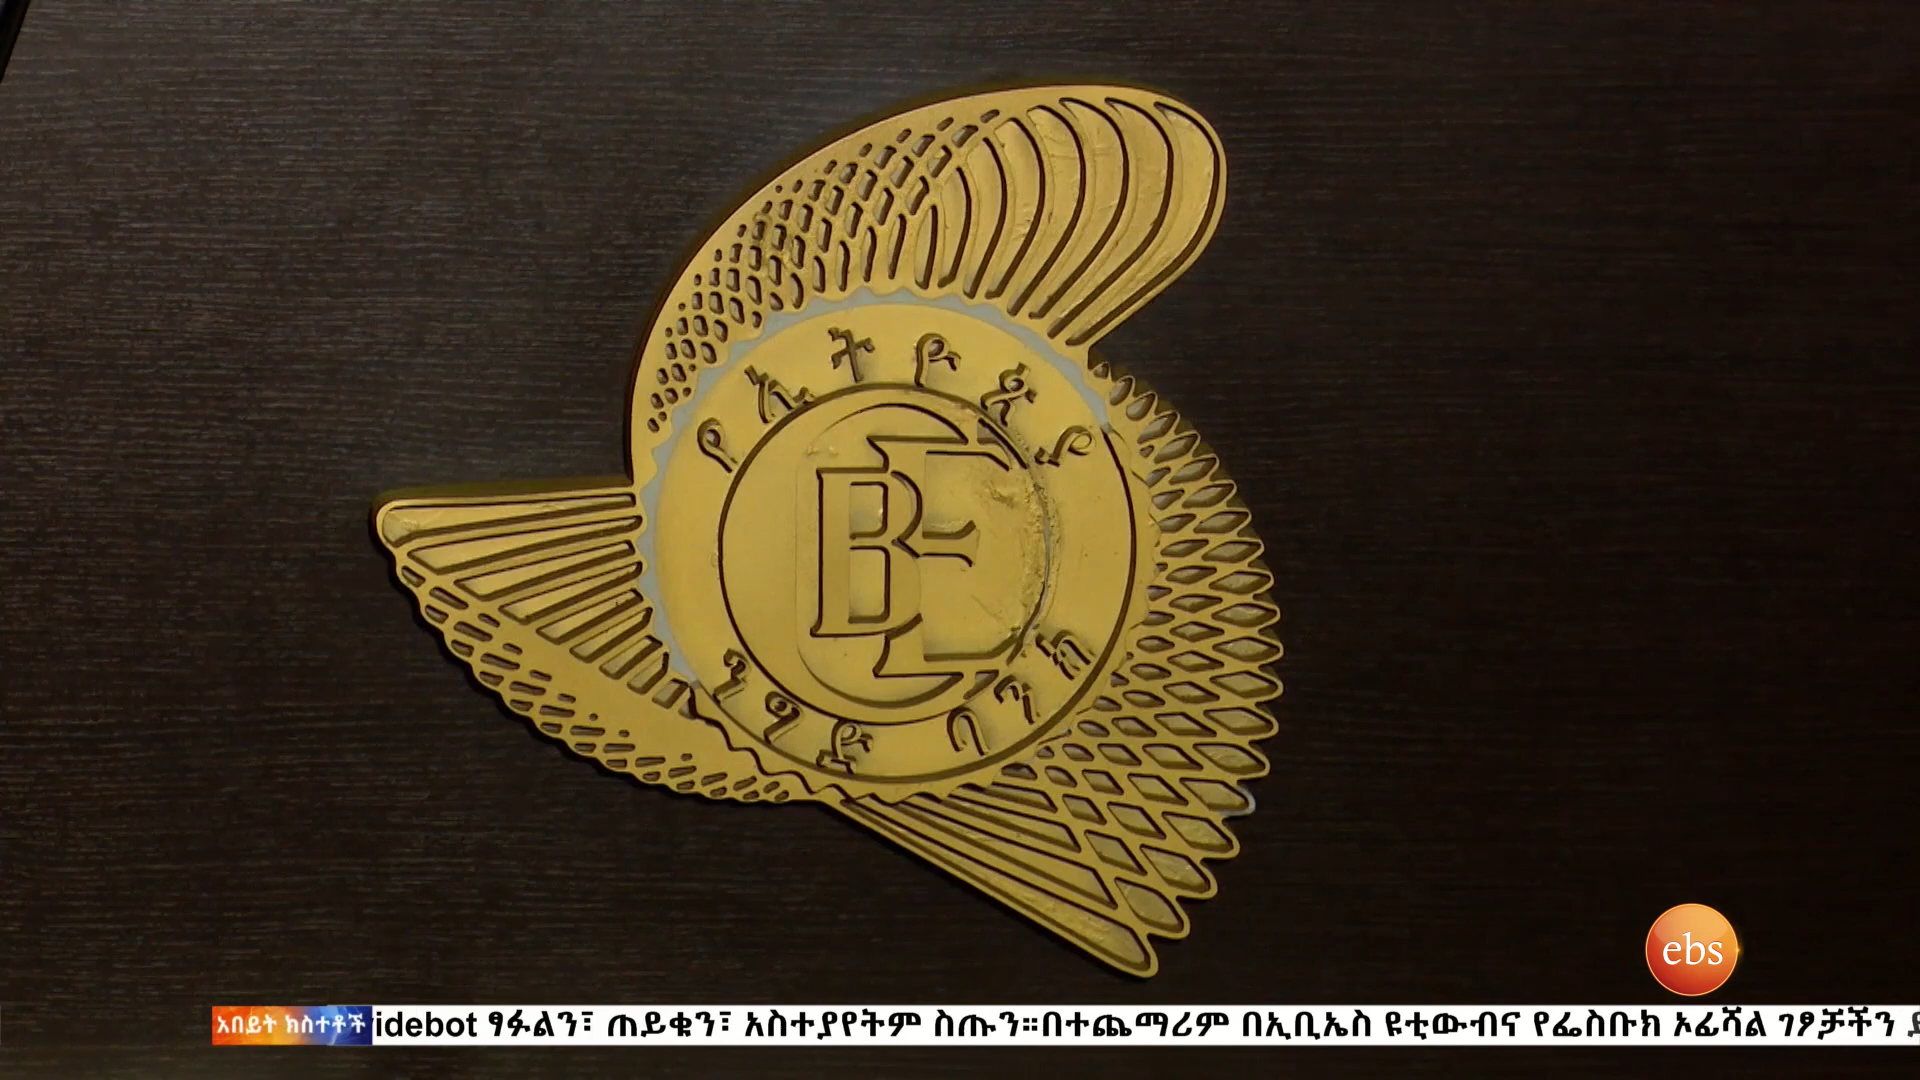 የኢትዮጵያ
CBE
ንግድ ባንክ
ebs
አበይት ክስተቶች
idebot ፃፉልን፣ ጠይቁን፣ አስተያየትም ስጡን።በተጨማሪም በኢቢኤስ ዩቲውብና የፌስቡክ ኦፊሻል ገፆቻችን